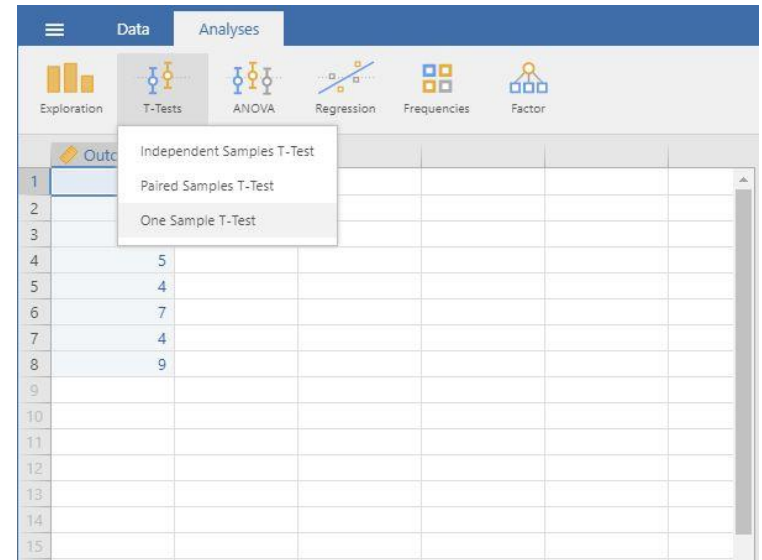 Data Analyses
Exploration T-Tests ANOVA Regression Frequencies Factor
Outc
Independent Samples T-Test
1
Paired Samples T-Test
2
One Sample T-Test
3
4 5
5 4
6 7
7 4
8 9
9
10
11
12
13
14
15